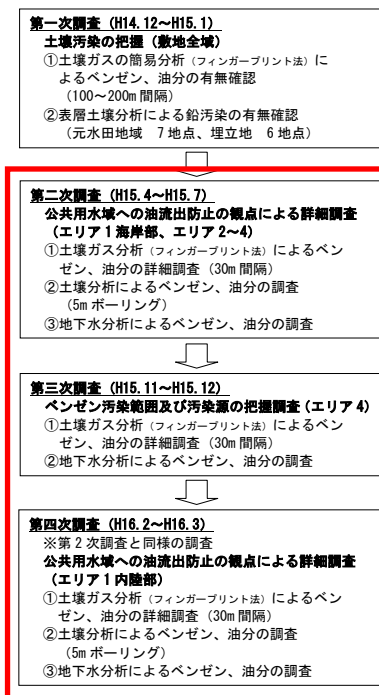 第一次調査（H14.12～H15.1）
土壌汚染の把握（敷地全域）
①土壌ガスの簡易分析（フィンガープリント法）に
よるベンゼン、油分の有無確認
（100～200m間隔）
②表層土壌分析による鉛汚染の有無確認
（元水田地域　7地点、埋立地　6地点）
第二次調査（H15.4～H15.7）
公共用水域への油流出防止の観点による詳細調査
（エリア1海岸部、エリア2～4）
①土壌ガス分析（フィンガープリント法）によるベン
ゼン、油分の詳細調査（30m間隔）
②土壌分析によるベンゼン、油分の調査
（5mボーリング）
③地下水分析によるベンゼン、油分の調査
第三次調査（H15.11～H15.12）
ベンゼン汚染範囲及び汚染源の把握調査（エリア4）
①土壌ガス分析（フィンガープリント法）によるベン
ゼン、油分の詳細調査（30m間隔）
②地下水分析によるベンゼン、油分の調査
第四次調査（H16.2～H16.3）
※第2次調査と同様の調査
公共用水域への油流出防止の観点による詳細調査
（エリア1内陸部）
①土壌ガス分析（フィンガープリント法）によるベン
ゼン、油分の詳細調査（30m間隔）
②土壌分析によるベンゼン、油分の調査
（5mボーリング）
③地下水分析によるベンゼン、油分の調査